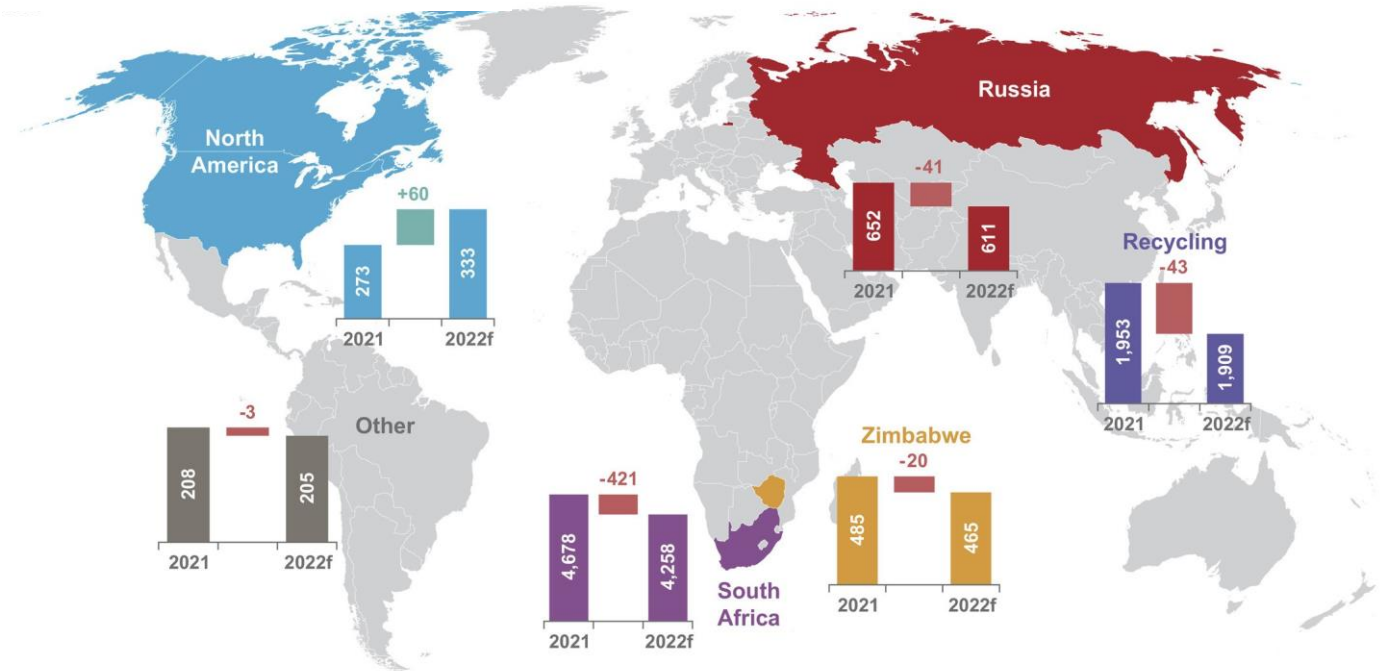 North
America
+60
273
333
2021
2022f
Russia
-41
652
611
2021
2022f
Recycling
-43
1,953
1,909
2021
2022f
Other
-3
208
205
2021
2022f
-421
4,678
4,258
South
Africa
2021
2022f
Zimbabwe
-20
485
465
2021
2022f